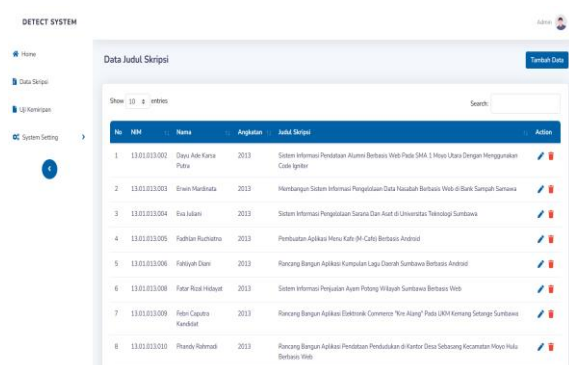 DETECT SYSTEM
Admin
Home
Data Skripsi
Uji Kemiripan
System Setting
Data Judul Skripsi
Tambah Data
Show 10 entries
Search:
No NIM Nama Angkatan Judul Skripsi Action
1 13.01.013.002 Dayu Ade Karsa Putra 2013 Sistem Informasi Pendataan Alumni Berbasis Web Pada SMA 1 Moyo Utara Dengan Menggunakan
Code Igniter
2 13.01.013.003 Erwin Mardinata 2013 Membangun Sistem Informasi Pengelolaan Data Nasabah Berbasis Web di Bank Sampah Samawa
3 13.01.013.004 Eva Juliani 2013 Sistem Informasi Pengelolaan Sarana Dan Aset di Universitas Teknologi Sumbawa
4 13.01.013.005 Fadhlan Ruchiatno 2013 Pembuatan Aplikasi Menu Kafe (M-Cafe) Berbasis Android
5 13.01.013.006 Diani 2013 Rancang Bangun Aplikasi Kumpulan Lagu Daerah Sumbawa Berbasis Android
6 13.01.013.008 Fatar Rizal Hidayat 2013 Sistem Informasi Penjualan Ayam Potong Wilayah Sumbawa Berbasis Web
7 13.01.013.009 Febri Caputra Kandidat 2013 Rancang Bangun Aplikasi Elektronik Commerce "Kre Alang" Pada UKM Kemang Setange Sumbawa
8 13.01.013.010 Fhandy Rahmadi 2013 Rancang Bangun Aplikasi Pendataan Penduduk di Kantor Desa Sebasang Kecamatan Moyo Hulu
Berbasis Web